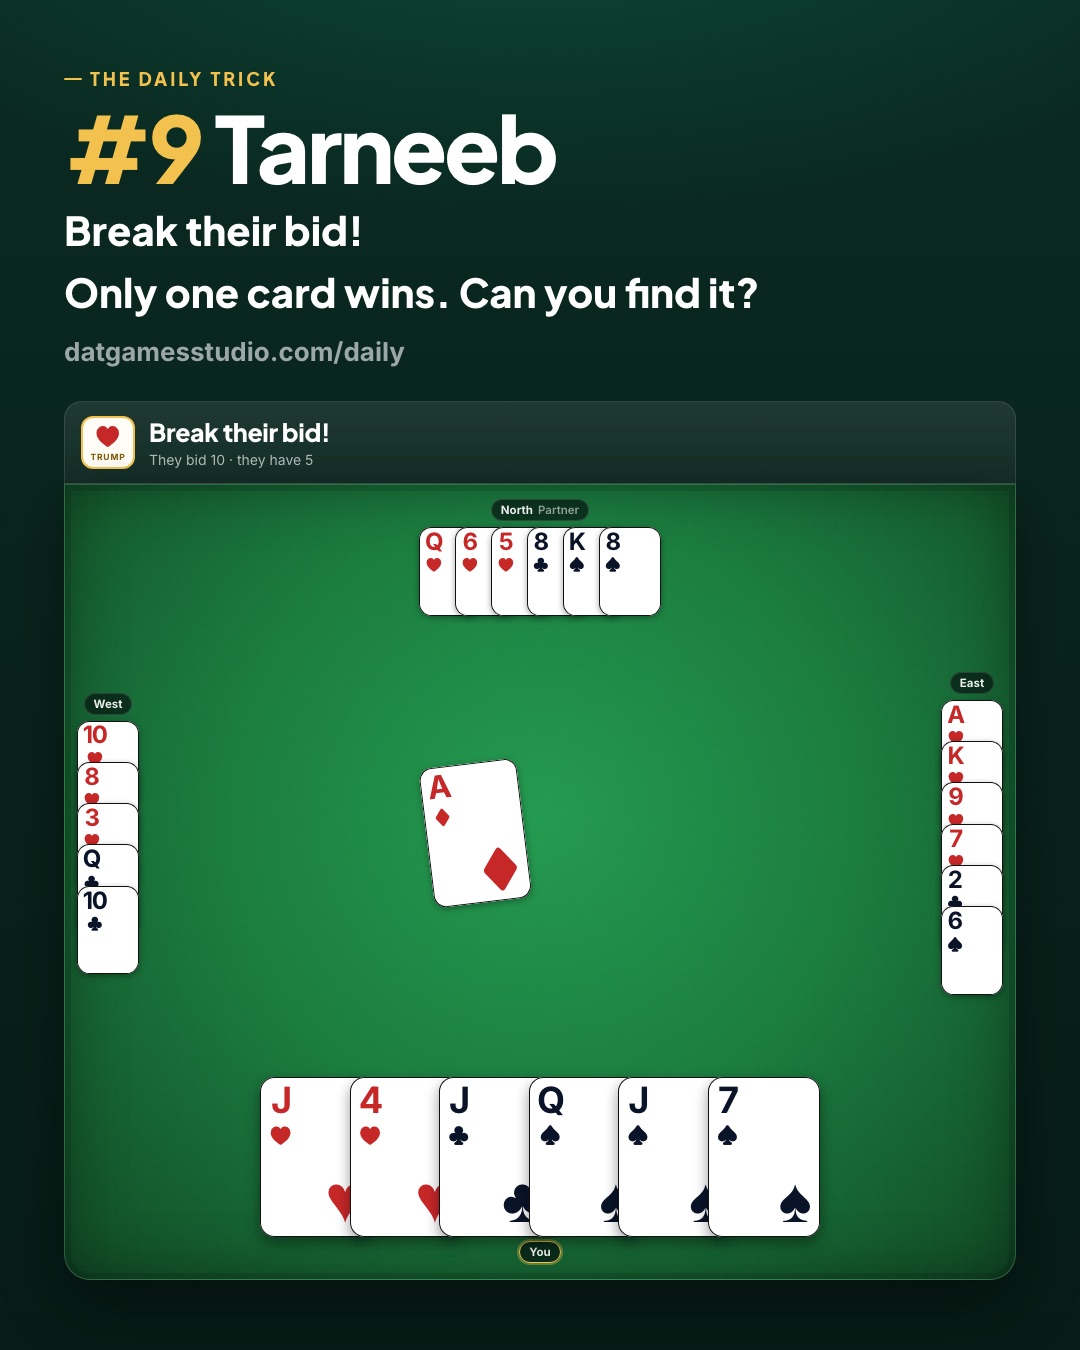 — THE DAILY TRICK
#9 Tarneeb
Break their bid!
Only one card wins. Can you find it?
datgamesstudio.com/daily
TRUMP
Break their bid!
They bid 10 · they have 5
North Partner
Q 6 5 8 K 8
West
10
8
3
Q
10
A
East
A
K
9
7
2
6
J 4 J Q J 7
You